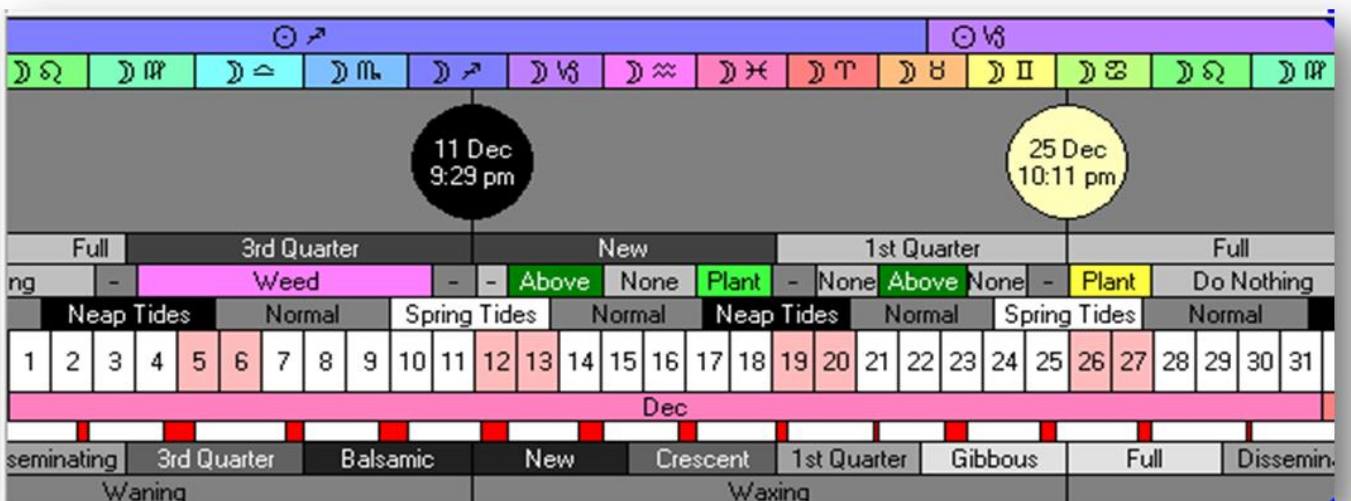 ☉ ♐ ☉ ♑
☽ ♌ ☽ ♍ ☽ ♎ ☽ ♏ ☽ ♐ ☽ ♑ ☽ ♒ ☽ ♓ ☽ ♈ ☽ ♉ ☽ ♊ ☽ ♋ ☽ ♌ ☽ ♍
11 Dec
9:29 pm
25 Dec
10:11 pm
Full 3rd Quarter New 1st Quarter Full
ng - Weed - - Above None Plant - None Above None - Plant Do Nothing
Neap Tides Normal Spring Tides Normal Neap Tides Normal Spring Tides Normal
1 2 3 4 5 6 7 8 9 10 11 12 13 14 15 16 17 18 19 20 21 22 23 24 25 26 27 28 29 30 31
Dec
seminating 3rd Quarter Balsamic New Crescent 1st Quarter Gibbous Full Dissemin
Waning Waxing